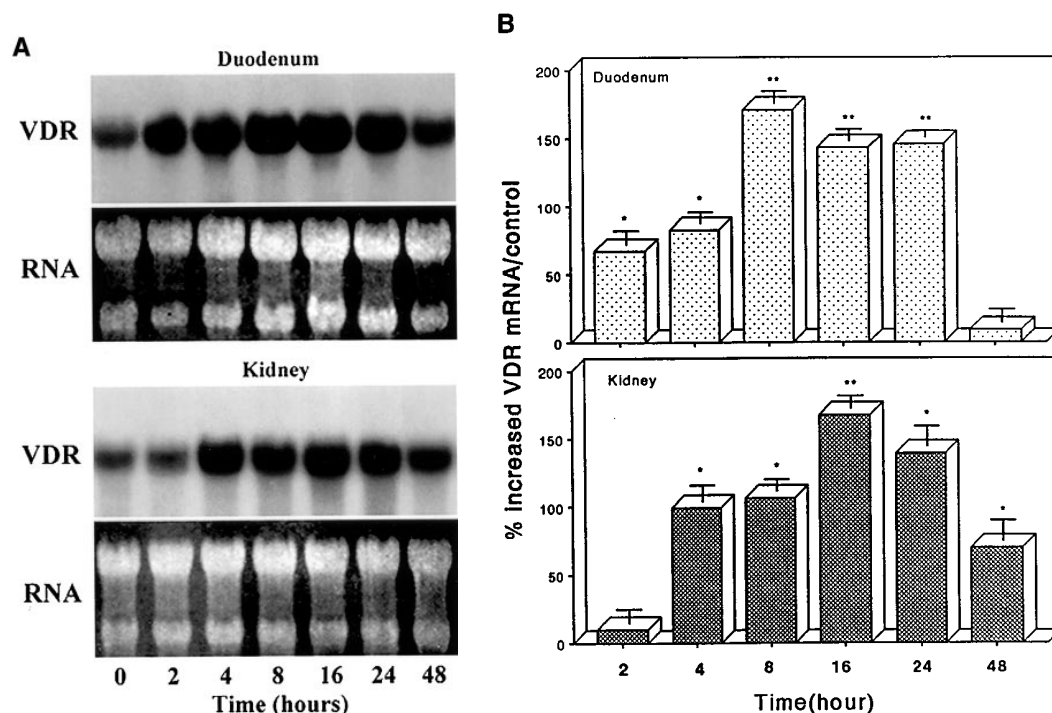 A
Duodenum
VDR
RNA
Kidney
VDR
RNA
0 2 4 8 16 24 48
Time (hours)
B
% Increased VDR mRNA/control
200
150
100
50
0
Duodenum
*
*
**
**
**
200
150
100
50
0
Kidney
*
*
**
*
*
2 4 8 16 24 48
Time(hour)